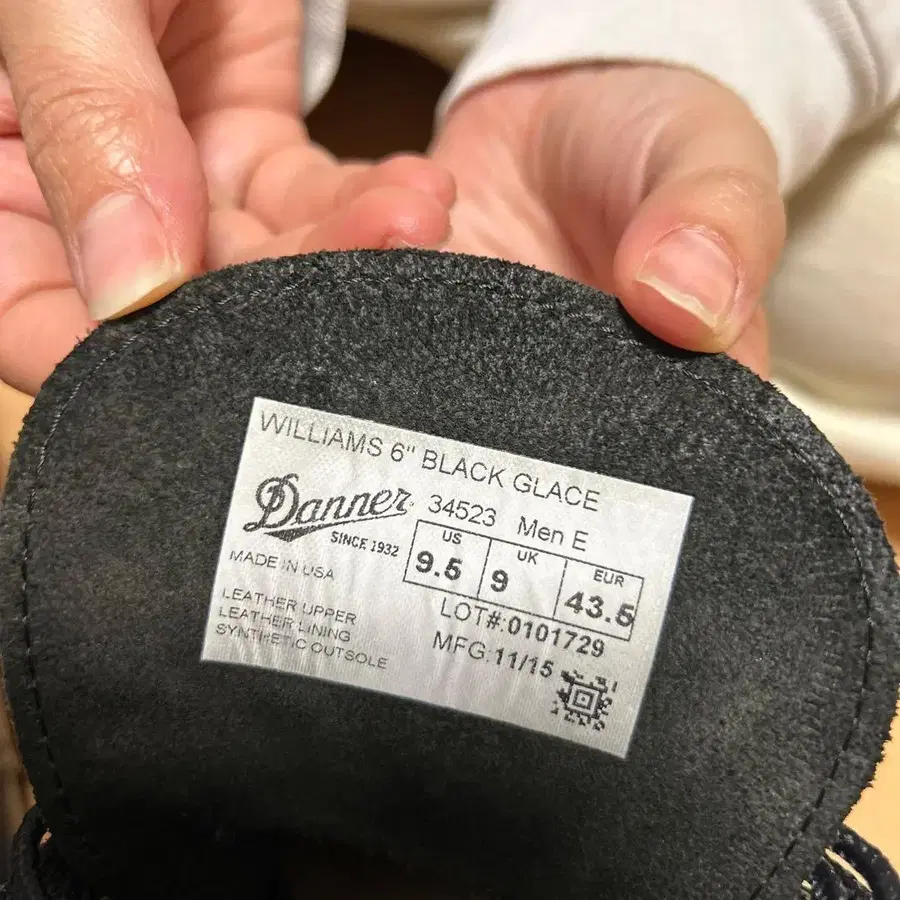 WILLIAMS 6" BLACK GLACE
Danner
SINCE 1932
34523 Men E
US UK EUR
9.5 9 43.5
MADE IN USA
LEATHER UPPER
LEATHER LINING
SYNTHETIC OUTSOLE
LOT#:0101729
MFG:11/15